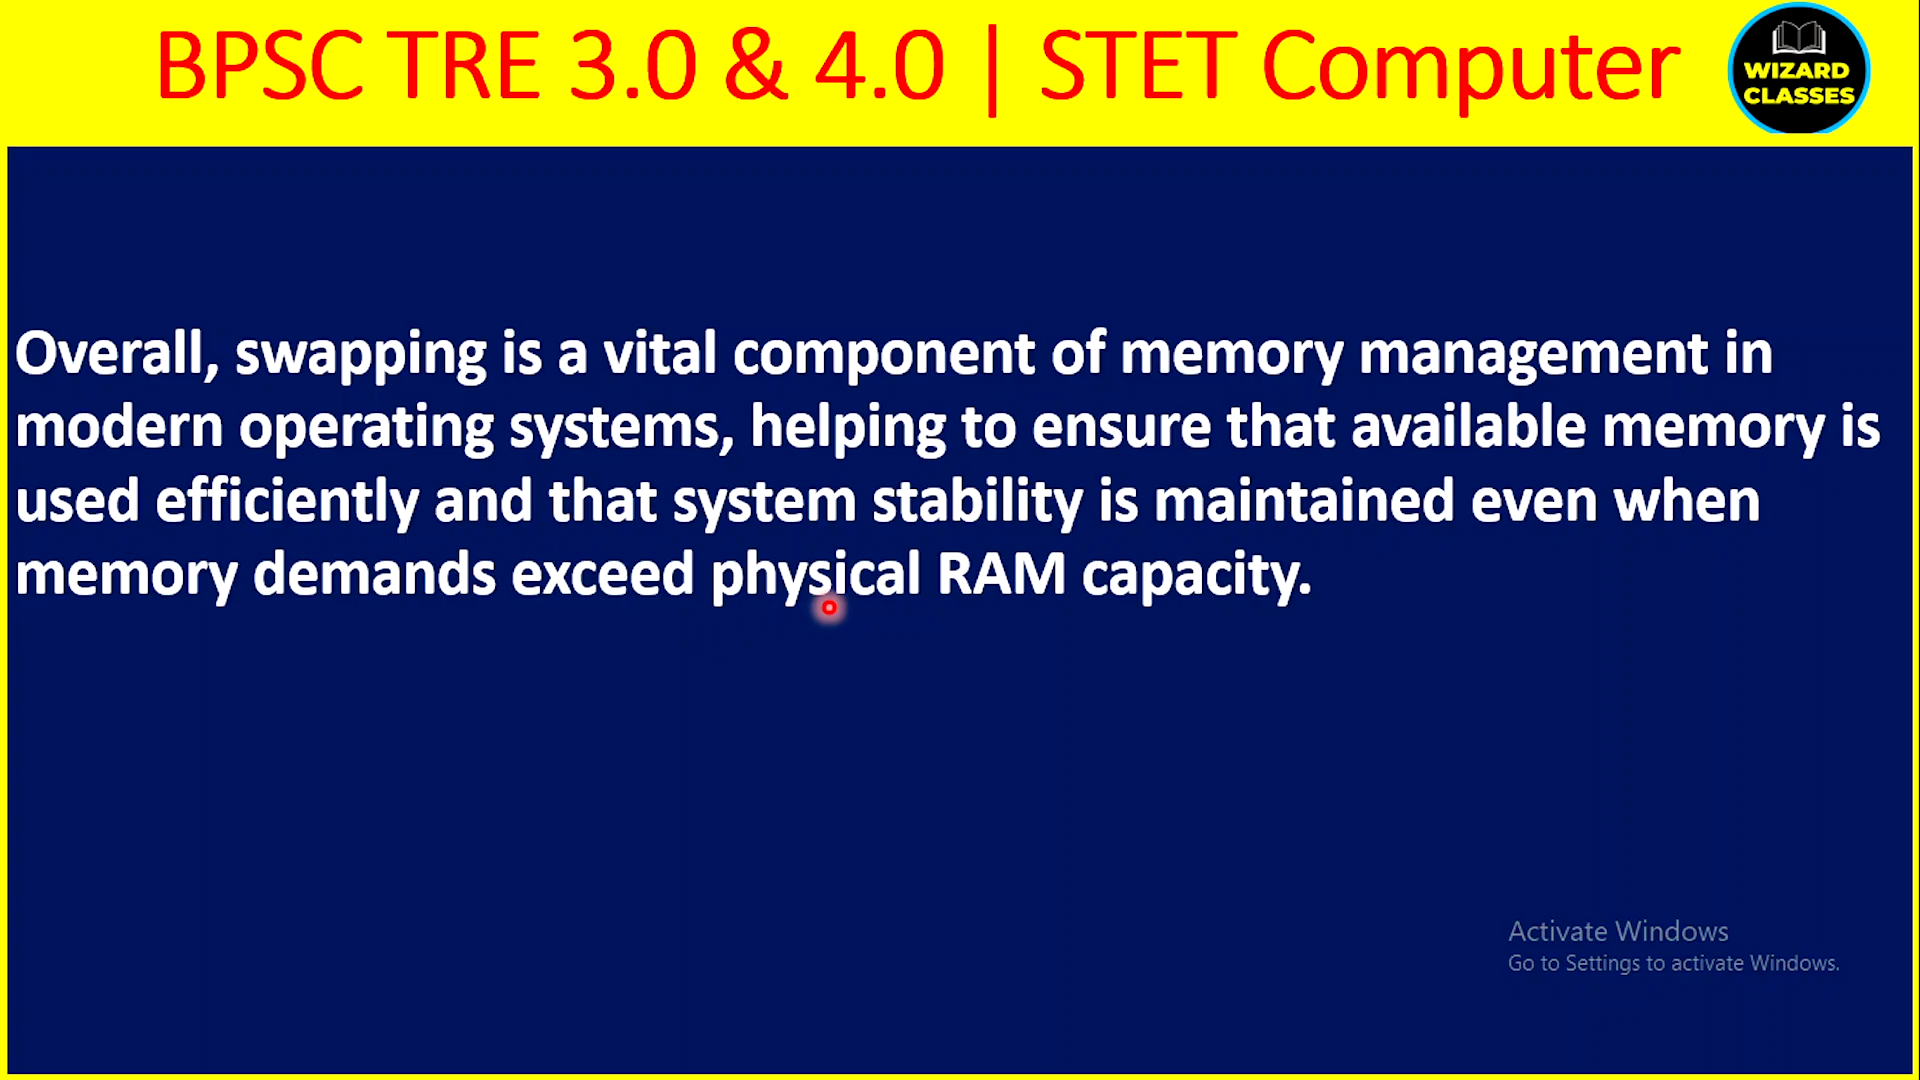 BPSC TRE 3.0 & 4.0 | STET Computer
WIZARD
CLASSES
Overall, swapping is a vital component of memory management in
modern operating systems, helping to ensure that available memory is
used efficiently and that system stability is maintained even when
memory demands exceed physical RAM capacity.
Activate Windows
Go to Settings to activate Windows.